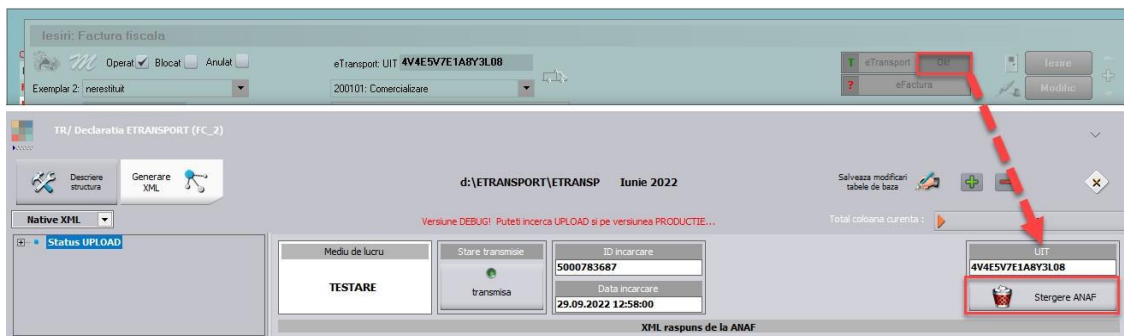 Iesiri: Factura fiscala
Operat Blocat Anulat
eTransport: UIT 4V4E5V7E1A8Y3L08
T eTransport Ok!
Iesire
Exemplar 2: nerestituit
200101: Comercializare
? eFactura
Modific
TR/ Declaratia ETRANSPORT (FC_2)
Descriere structura
Generare XML
d:\ETRANSPORT\ETRANSP Iunie 2022
Salveaza modificari tabele de baza
Native XML
Versiune DEBUG! Puteti incerca UPLOAD si pe versiunea PRODUCTIE...
Total coloana curenta :
Status UPLOAD
Mediu de lucru
TESTARE
Stare transmisie
transmisa
ID incarcare
5000783687
Data incarcare
29.09.2022 12:58:00
UIT
4V4E5V7E1A8Y3L08
Stergere ANAF
XML raspuns de la ANAF